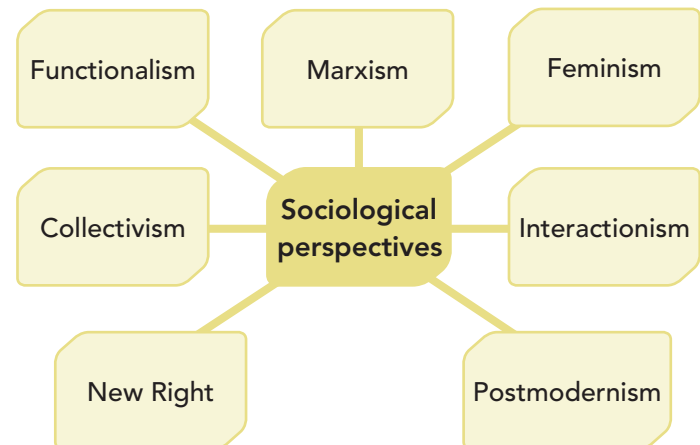 Functionalism
Marxism
Feminism
Sociological
perspectives
Collectivism
Interactionism
New Right
Postmodernism